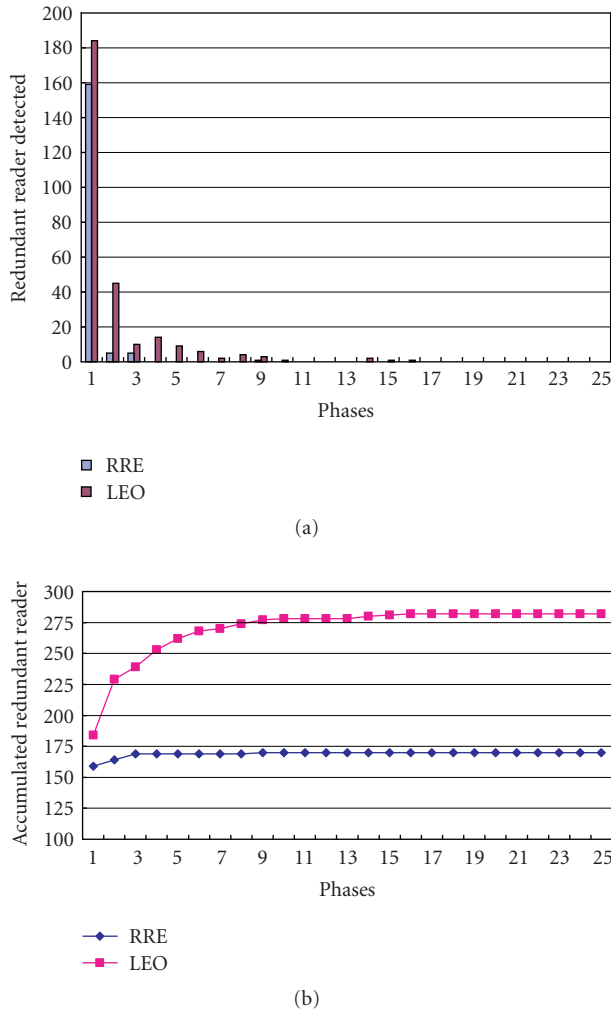 200
180
160
140
120
100
80
60
40
20
0
Redundant reader detected
1 3 5 7 9 11 13 15 17 19 21 23 25
Phases
RRE
LEO
(a)
300
275
250
225
200
175
150
125
100
Accumulated redundant reader
1 3 5 7 9 11 13 15 17 19 21 23 25
Phases
RRE
LEO
(b)